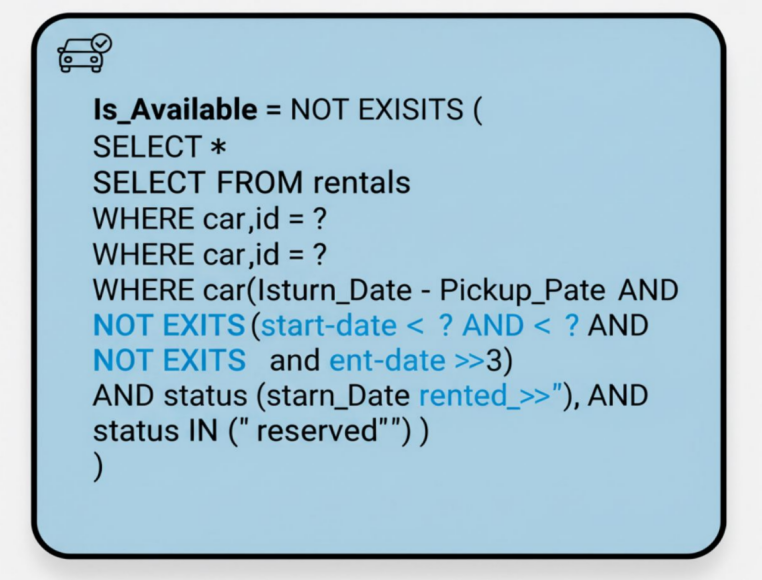 Is_Available = NOT EXISITS (
SELECT *
SELECT FROM rentals
WHERE car,id = ?
WHERE car,id = ?
WHERE car(Isturn_Date - Pickup_Pate AND
NOT EXITS (start-date < ? AND < ? AND
NOT EXITS and ent-date >>3)
AND status (starn_Date rented_>>"), AND
status IN (" reserved"") )
)